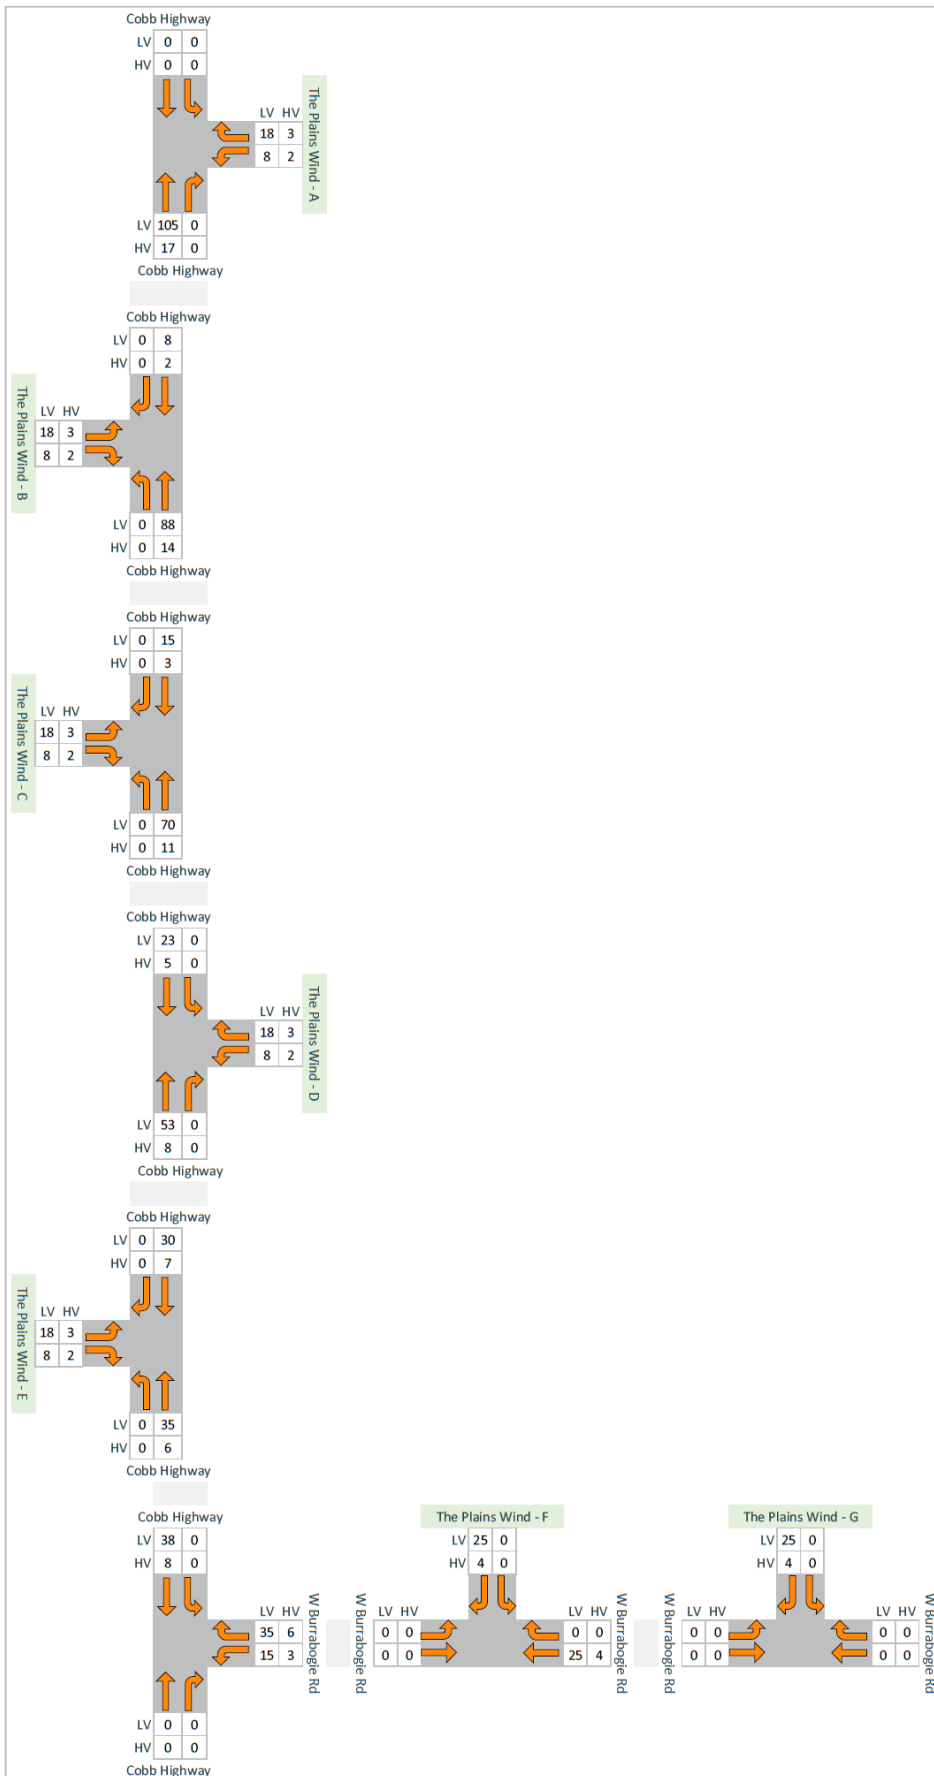 Cobb Highway
LV 0 0
HV 0 0
The Plains Wind - A
LV HV
18 3
8 2
LV 105 0
HV 17 0
Cobb Highway
Cobb Highway
LV 0 8
HV 0 2
The Plains Wind - B
LV HV
18 3
8 2
LV 0 88
HV 0 14
Cobb Highway
Cobb Highway
LV 0 15
HV 0 3
The Plains Wind - C
LV HV
18 3
8 2
LV 0 70
HV 0 11
Cobb Highway
Cobb Highway
LV 23 0
HV 5 0
The Plains Wind - D
LV HV
18 3
8 2
LV 53 0
HV 8 0
Cobb Highway
Cobb Highway
LV 0 30
HV 0 7
The Plains Wind - E
LV HV
18 3
8 2
LV 0 35
HV 0 6
Cobb Highway
Cobb Highway
LV 38 0
HV 8 0
LV HV
35 6
15 3
W Burrabogie Rd
LV 0 0
HV 0 0
Cobb Highway
The Plains Wind - F
LV 25 0
HV 4 0
W Burrabogie Rd
LV HV
0 0
0 0
LV HV
0 0
25 4
W Burrabogie Rd
The Plains Wind - G
LV 25 0
HV 4 0
W Burrabogie Rd
LV HV
0 0
0 0
LV HV
0 0
0 0